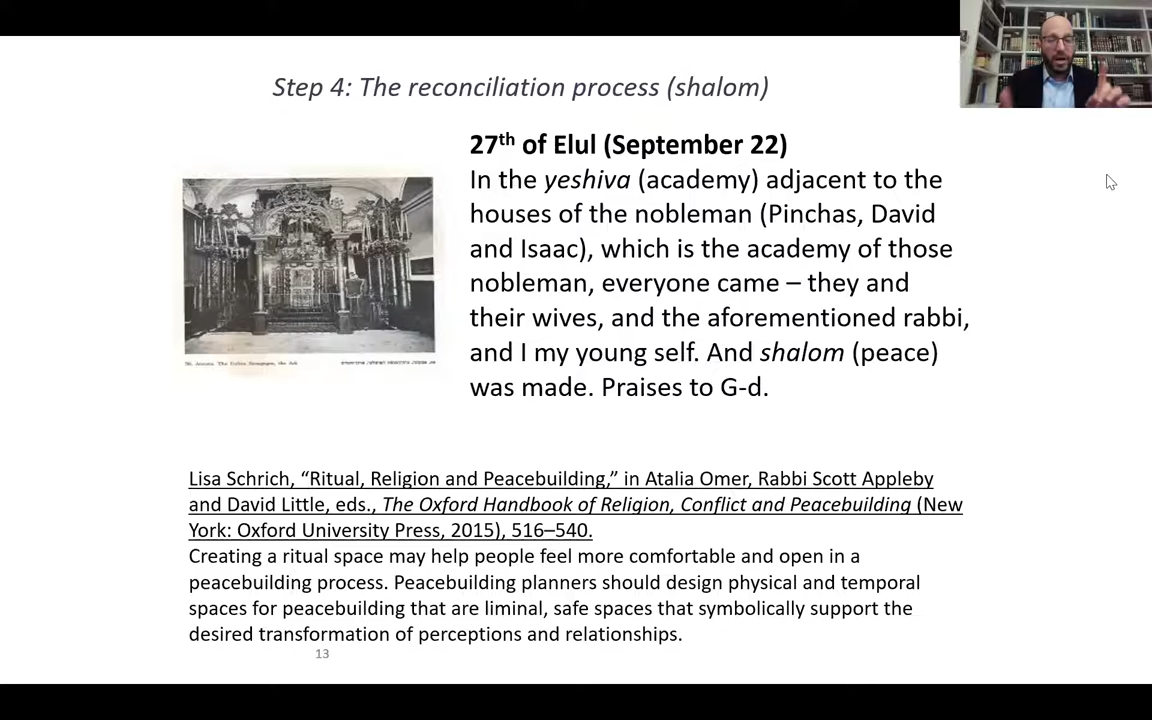 Step 4: The reconciliation process (shalom)
27th of Elul (September 22)
In the yeshiva (academy) adjacent to the
houses of the nobleman (Pinchas, David
and Isaac), which is the academy of those
nobleman, everyone came – they and
their wives, and the aforementioned rabbi,
and I my young self. And shalom (peace)
was made. Praises to G-d.
The Italian Synagogue, the Ark
Lisa Schrich, “Ritual, Religion and Peacebuilding,” in Atalia Omer, Rabbi Scott Appleby
and David Little, eds., The Oxford Handbook of Religion, Conflict and Peacebuilding (New
York: Oxford University Press, 2015), 516–540.
Creating a ritual space may help people feel more comfortable and open in a
peacebuilding process. Peacebuilding planners should design physical and temporal
spaces for peacebuilding that are liminal, safe spaces that symbolically support the
desired transformation of perceptions and relationships.
13